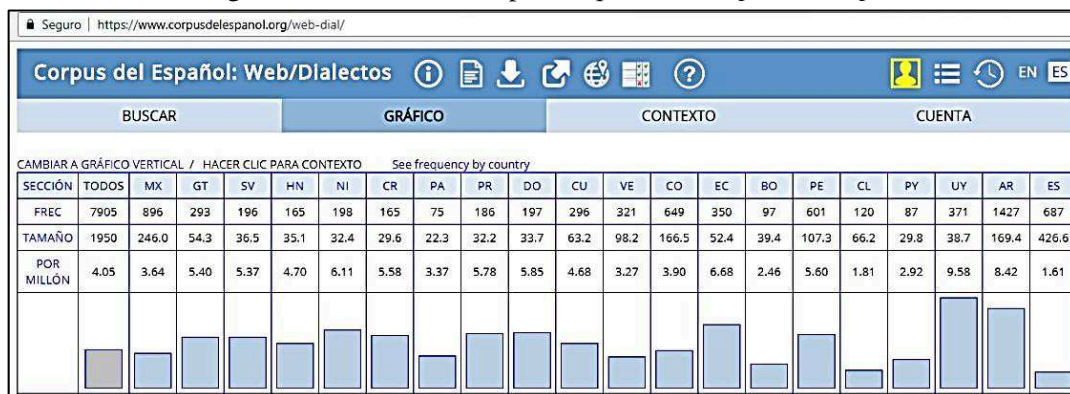 Seguro | https://www.corpusdelespanol.org/web-dial/
Corpus del Español: Web/Dialectos EN ES
BUSCAR GRÁFICO CONTEXTO CUENTA
CAMBIAR A GRÁFICO VERTICAL / HACER CLIC PARA CONTEXTO See frequency by country
SECCIÓN TODOS MX GT SV HN NI CR PA PR DO CU VE CO EC BO PE CL PY UY AR ES
FREC 7905 896 293 196 165 198 165 75 186 197 296 321 649 350 97 601 120 87 371 1427 687
TAMAÑO 1950 246.0 54.3 36.5 35.1 32.4 29.6 22.3 32.2 33.7 63.2 98.2 166.5 52.4 39.4 107.3 66.2 29.8 38.7 169.4 426.6
POR MILLÓN 4.05 3.64 5.40 5.37 4.70 6.11 5.58 3.37 5.78 5.85 4.68 3.27 3.90 6.68 2.46 5.60 1.81 2.92 9.58 8.42 1.61